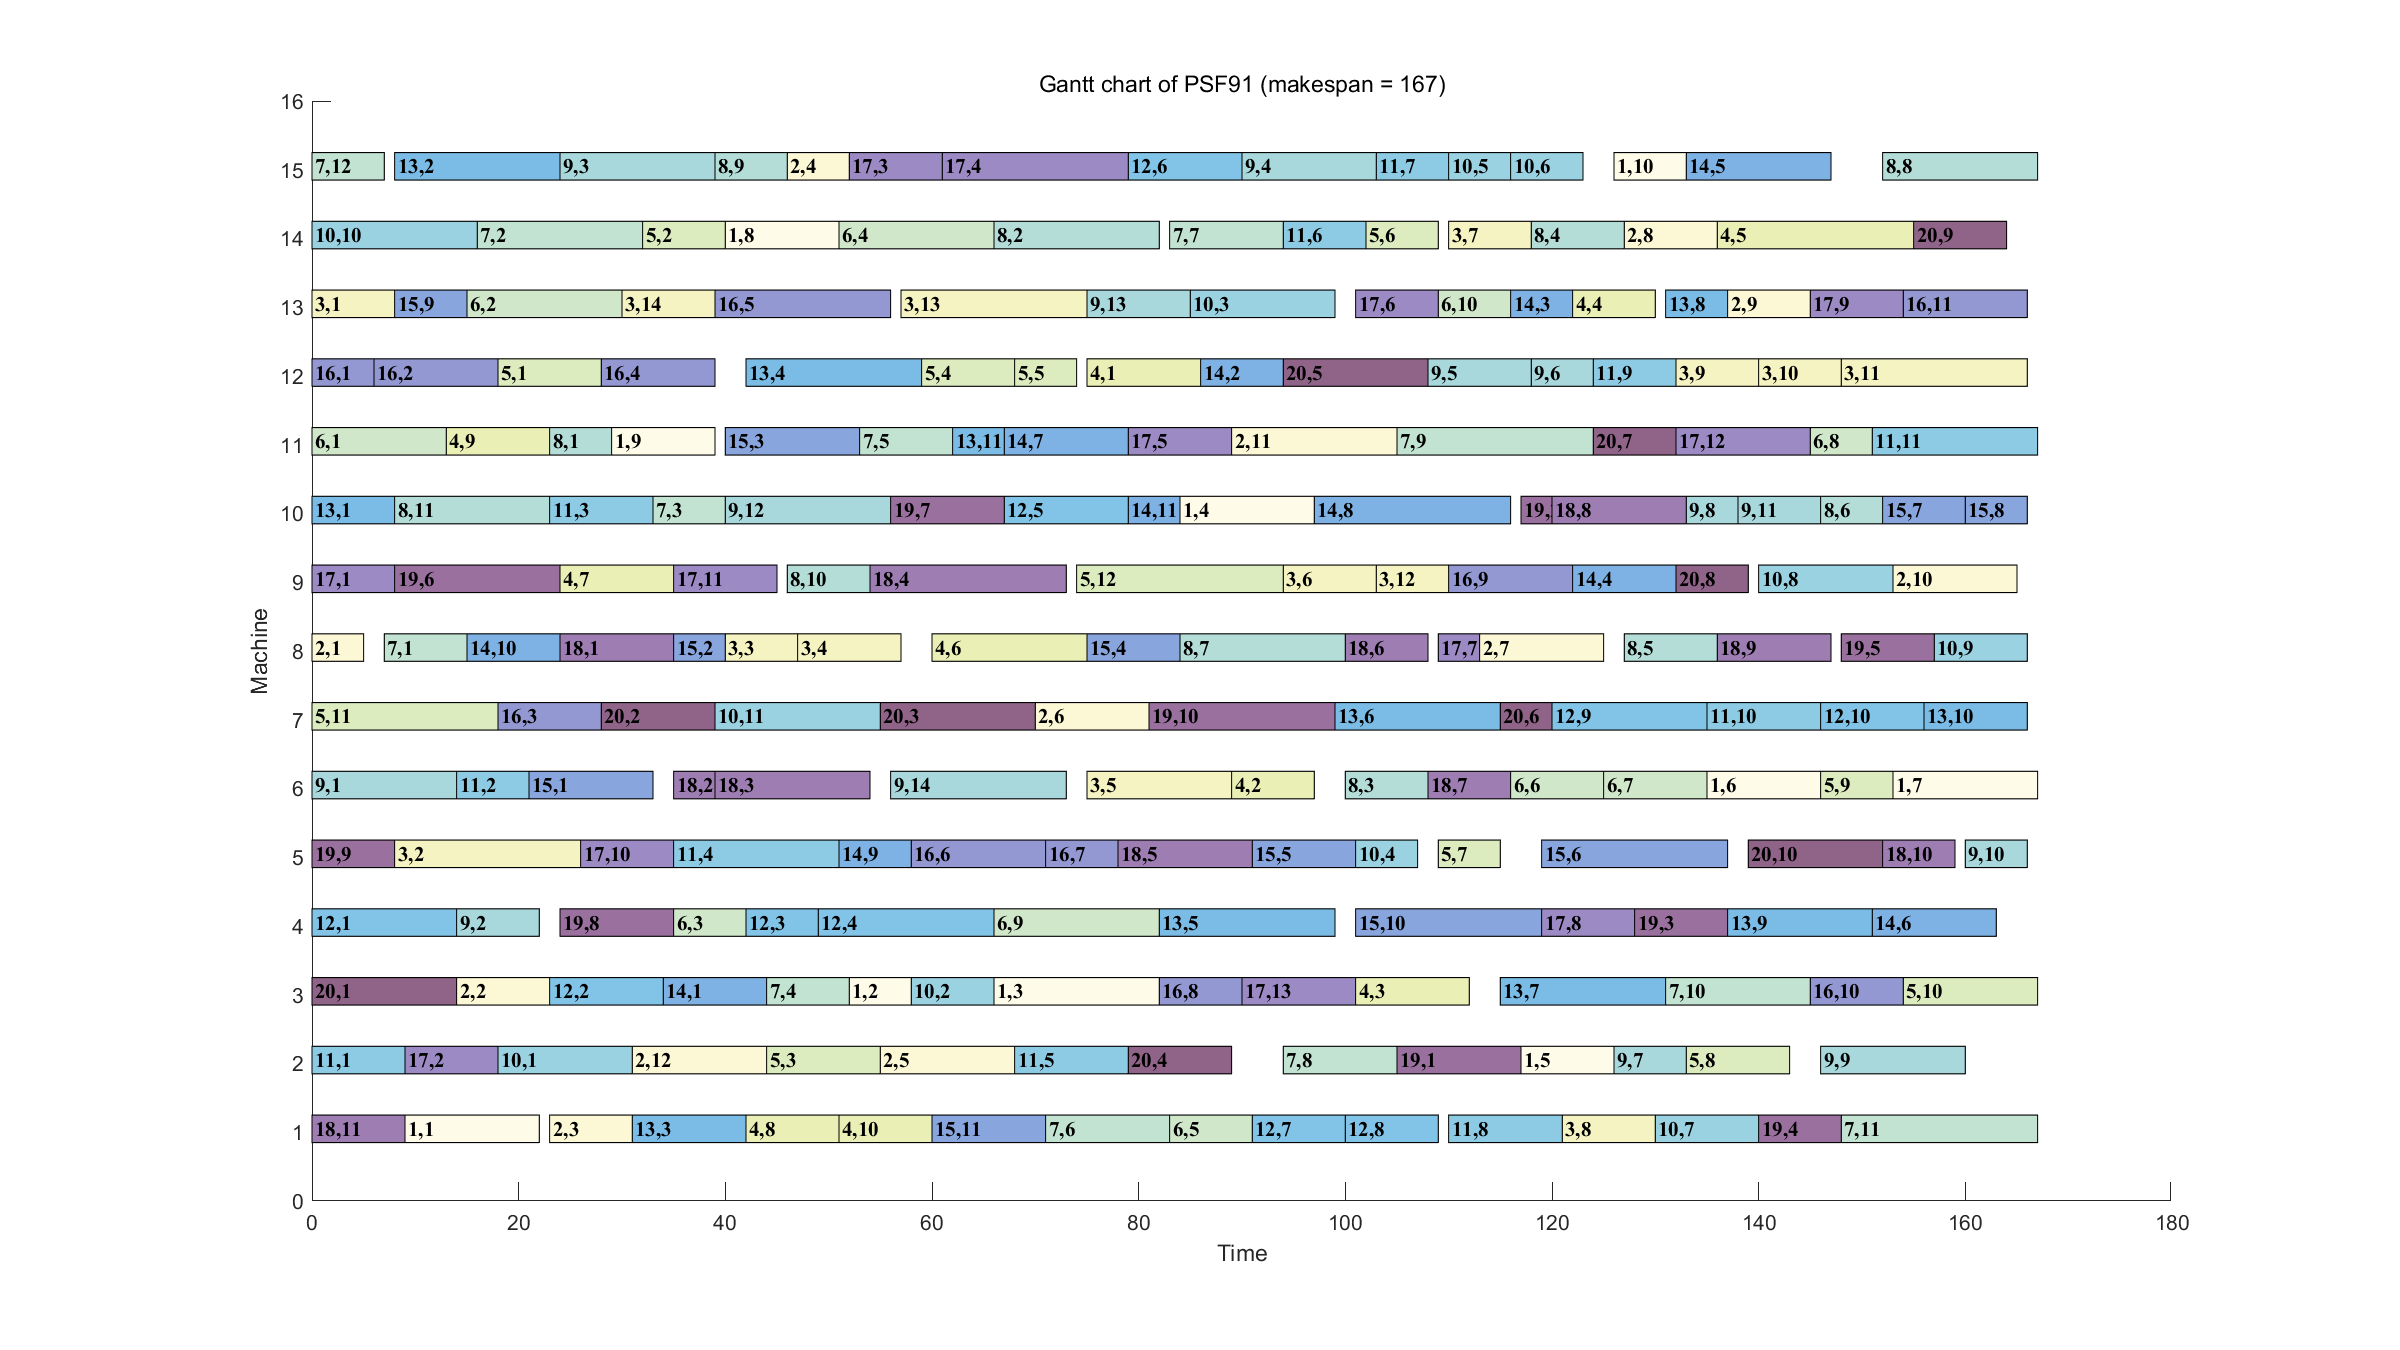 Gantt chart of PSF91 (makespan = 167)
16
15 7,12 13,2 9,3 8,9 2,4 17,3 17,4 12,6 9,4 11,7 10,5 10,6 1,10 14,5 8,8
14 10,10 7,2 5,2 1,8 6,4 8,2 7,7 11,6 5,6 3,7 8,4 2,8 4,5 20,9
13 3,1 15,9 6,2 3,14 16,5 3,13 9,13 10,3 17,6 6,10 14,3 4,4 13,8 2,9 17,9 16,11
12 16,1 16,2 5,1 16,4 13,4 5,4 5,5 4,1 14,2 20,5 9,5 9,6 11,9 3,9 3,10 3,11
11 6,1 4,9 8,1 1,9 15,3 7,5 13,11 14,7 17,5 2,11 7,9 20,7 17,12 6,8 11,11
10 13,1 8,11 11,3 7,3 9,12 19,7 12,5 14,11 1,4 14,8 19, 18,8 9,8 9,11 8,6 15,7 15,8
9 17,1 19,6 4,7 17,11 8,10 18,4 5,12 3,6 3,12 16,9 14,4 20,8 10,8 2,10
Machine
8 2,1 7,1 14,10 18,1 15,2 3,3 3,4 4,6 15,4 8,7 18,6 17,7 2,7 8,5 18,9 19,5 10,9
7 5,11 16,3 20,2 10,11 20,3 2,6 19,10 13,6 20,6 12,9 11,10 12,10 13,10
6 9,1 11,2 15,1 18,2 18,3 9,14 3,5 4,2 8,3 18,7 6,6 6,7 1,6 5,9 1,7
5 19,9 3,2 17,10 11,4 14,9 16,6 16,7 18,5 15,5 10,4 5,7 15,6 20,10 18,10 9,10
4 12,1 9,2 19,8 6,3 12,3 12,4 6,9 13,5 15,10 17,8 19,3 13,9 14,6
3 20,1 2,2 12,2 14,1 7,4 1,2 10,2 1,3 16,8 17,13 4,3 13,7 7,10 16,10 5,10
2 11,1 17,2 10,1 2,12 5,3 2,5 11,5 20,4 7,8 19,1 1,5 9,7 5,8 9,9
1 18,11 1,1 2,3 13,3 4,8 4,10 15,11 7,6 6,5 12,7 12,8 11,8 3,8 10,7 19,4 7,11
0
0 20 40 60 80 100 120 140 160 180
Time